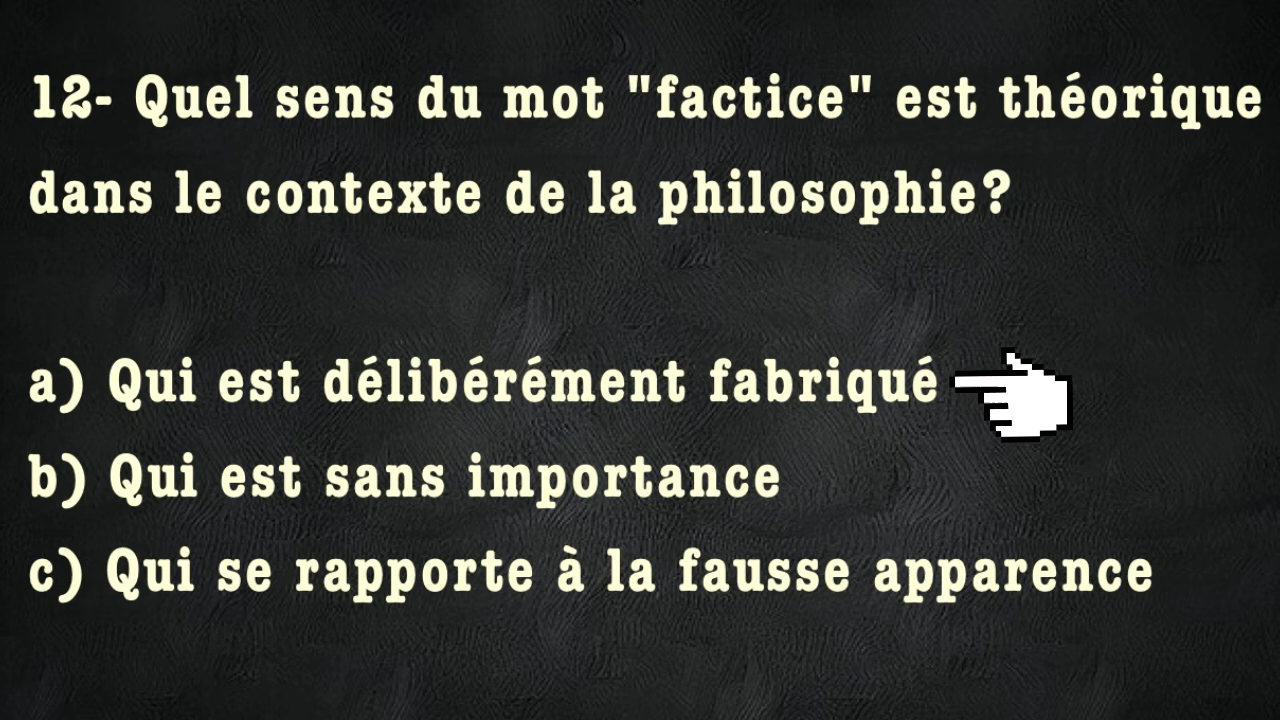 12- Quel sens du mot "factice" est théorique
dans le contexte de la philosophie?
a) Qui est délibérément fabriqué
b) Qui est sans importance
c) Qui se rapporte à la fausse apparence